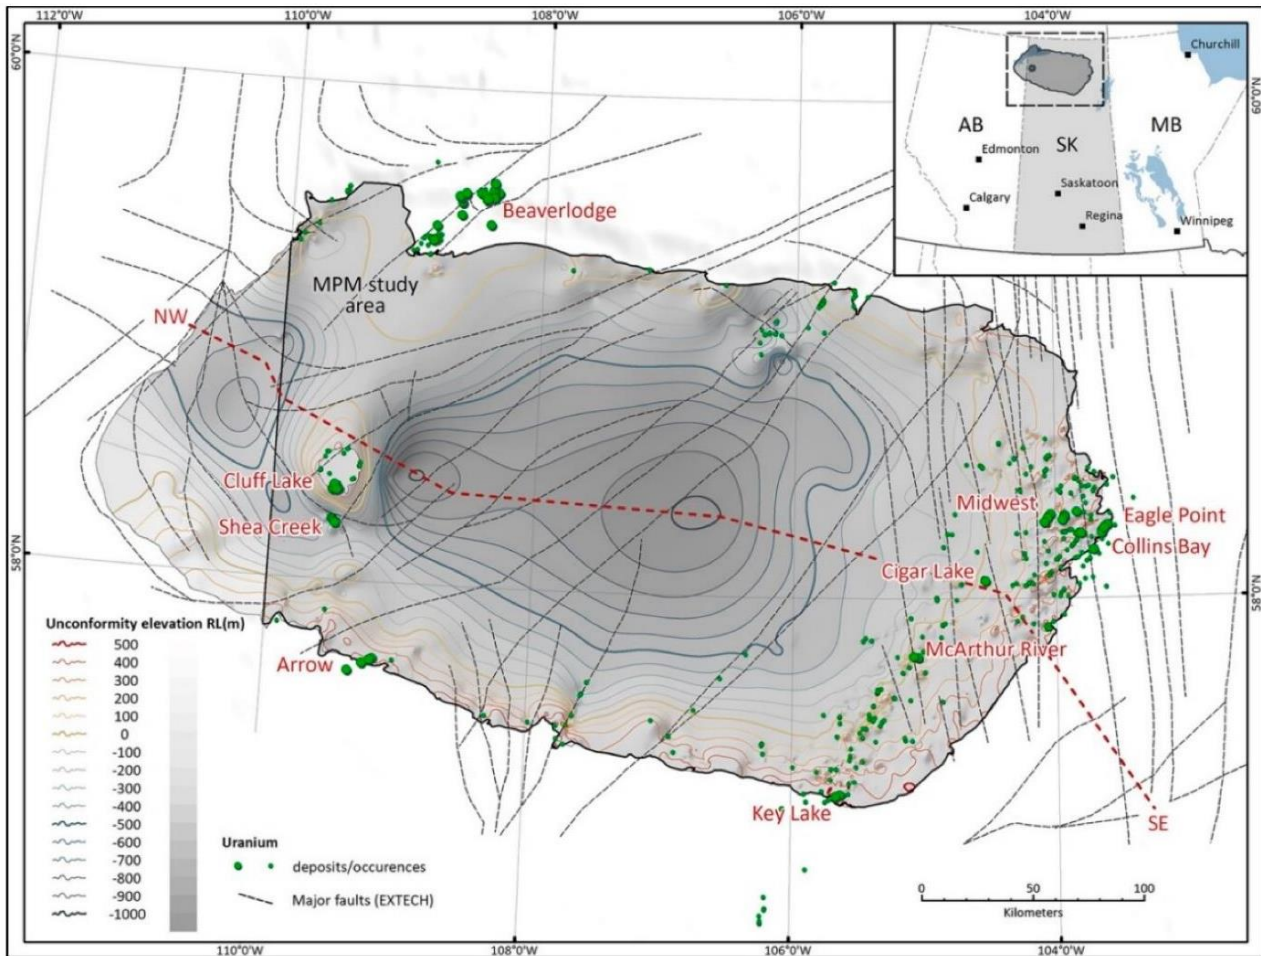 112°0'W
110°0'W
108°0'W
106°0'W
104°0'W
60°0'N
Churchill
60°0'N
AB
MB
SK
Edmonton
Saskatoon
Calgary
Regina
Winnipeg
Beaverlodge
MPM study
area
NW
Cluff Lake
Shea Creek
Midwest
Eagle Point
Collins Bay
58°0'N
Cigar Lake
58°0'N
McArthur River
Arrow
Key Lake
SE
Unconformity elevation RL(m)
500
400
300
200
100
0
-100
-200
-300
-400
-500
-600
-700
-800
-900
-1000
Uranium
deposits/occurences
Major faults (EXTECH)
0 50 100
Kilometers
110°0'W
108°0'W
106°0'W
104°0'W